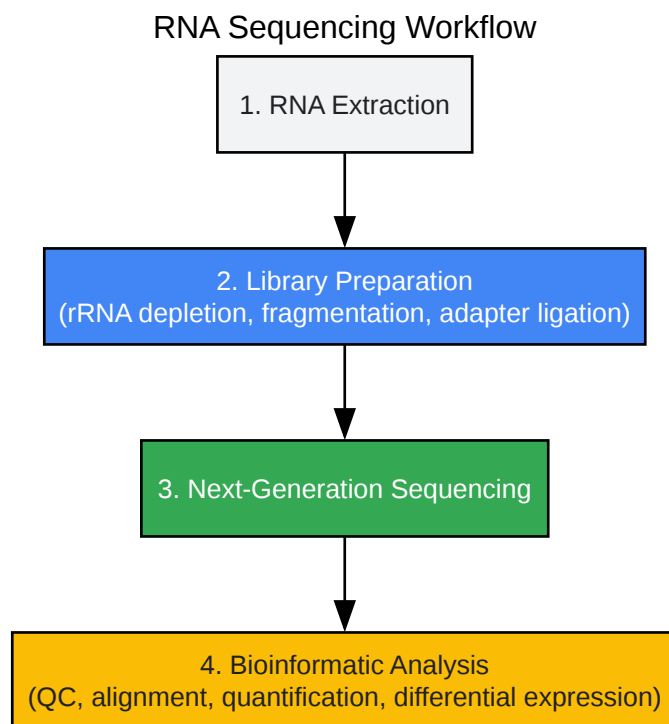 RNA Sequencing Workflow
1. RNA Extraction
2. Library Preparation
(rRNA depletion, fragmentation, adapter ligation)
3. Next-Generation Sequencing
4. Bioinformatic Analysis
(QC, alignment, quantification, differential expression)